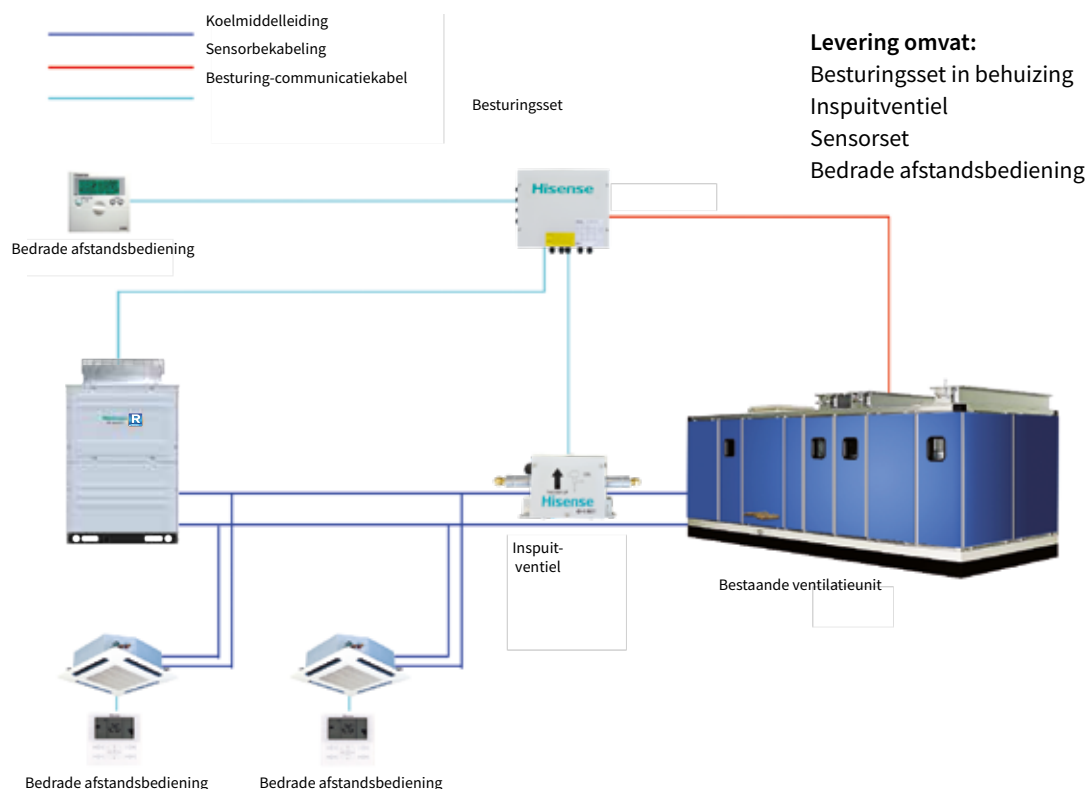 Koelmiddelleiding
Sensorbekabeling
Besturing-communicatiekabel
Besturingsset
Levering omvat:
Besturingsset in behuizing
Inspuitventiel
Sensorset
Bedrade afstandsbediening
Hisense
Bedrade afstandsbediening
R
Hisense
Inspuit-
ventiel
Bestaande ventilatieunit
Bedrade afstandsbediening
Bedrade afstandsbediening